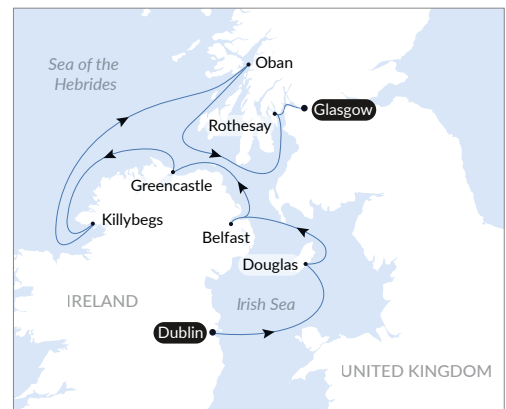 Sea of the
Hebrides
Oban
Glasgow
Rothesay
Greencastle
Killybegs
Belfast
Douglas
IRELAND
Irish Sea
Dublin
UNITED KINGDOM